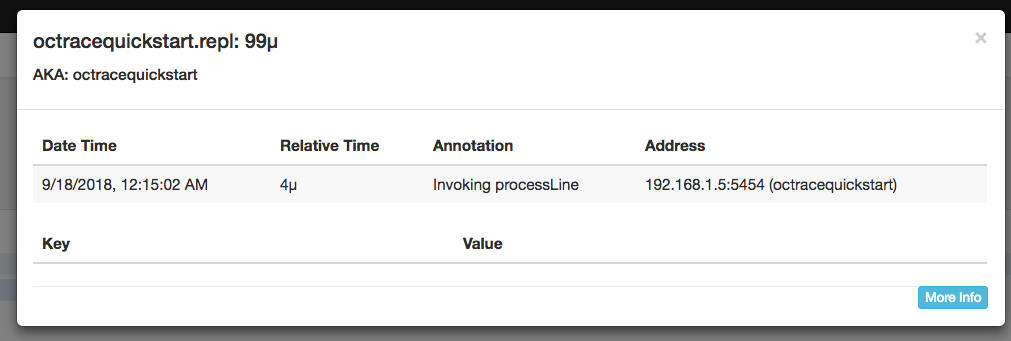 octracequickstart.repl: 99μ
×
AKA: octracequickstart
Date Time Relative Time Annotation Address
9/18/2018, 12:15:02 AM 4μ Invoking processLine 192.168.1.5:5454 (octracequickstart)
Key Value
More Info